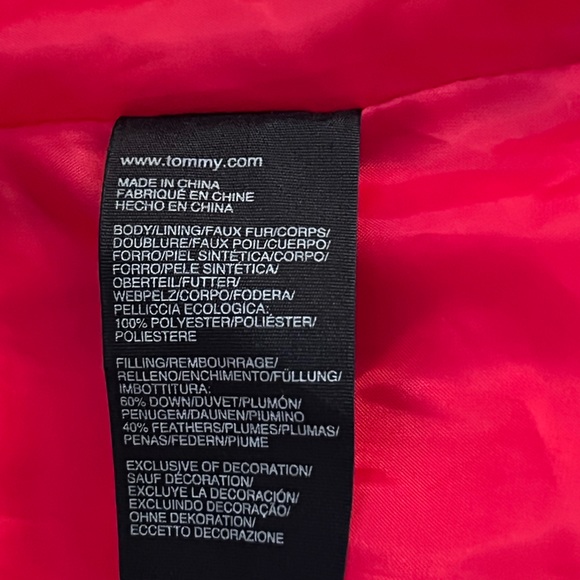 www.tommy.com
MADE IN CHINA
FABRIQUÉ EN CHINE
HECHO EN CHINA
BODY/LINING/FAUX FUR/CORPS/
DOUBLURE/FAUX POIL/CUERPO/
FORRO/PIEL SINTÉTICA/CORPO/
FORRO/PELE SINTÉTICA/
OBERTEIL/FUTTER/
WEBPELZ/CORPO/FODERA/
PELLICCIA ECOLOGICA:
100% POLYESTER/POLIÉSTER/
POLIESTERE
FILLING/REMBOURRAGE/
RELLENO/ENCHIMENTO/FÜLLUNG/
IMBOTTITURA:
60% DOWN/DUVET/PLUMÓN/
PENUGEM/DAUNEN/PIUMINO
40% FEATHERS/PLUMES/PLUMAS/
PENAS/FEDERN/PIUME
EXCLUSIVE OF DECORATION/
SAUF DÉCORATION/
EXCLUYE LA DECORACIÓN/
EXCLUINDO DECORAÇÃO/
OHNE DEKORATION/
ECCETTO DECORAZIONE